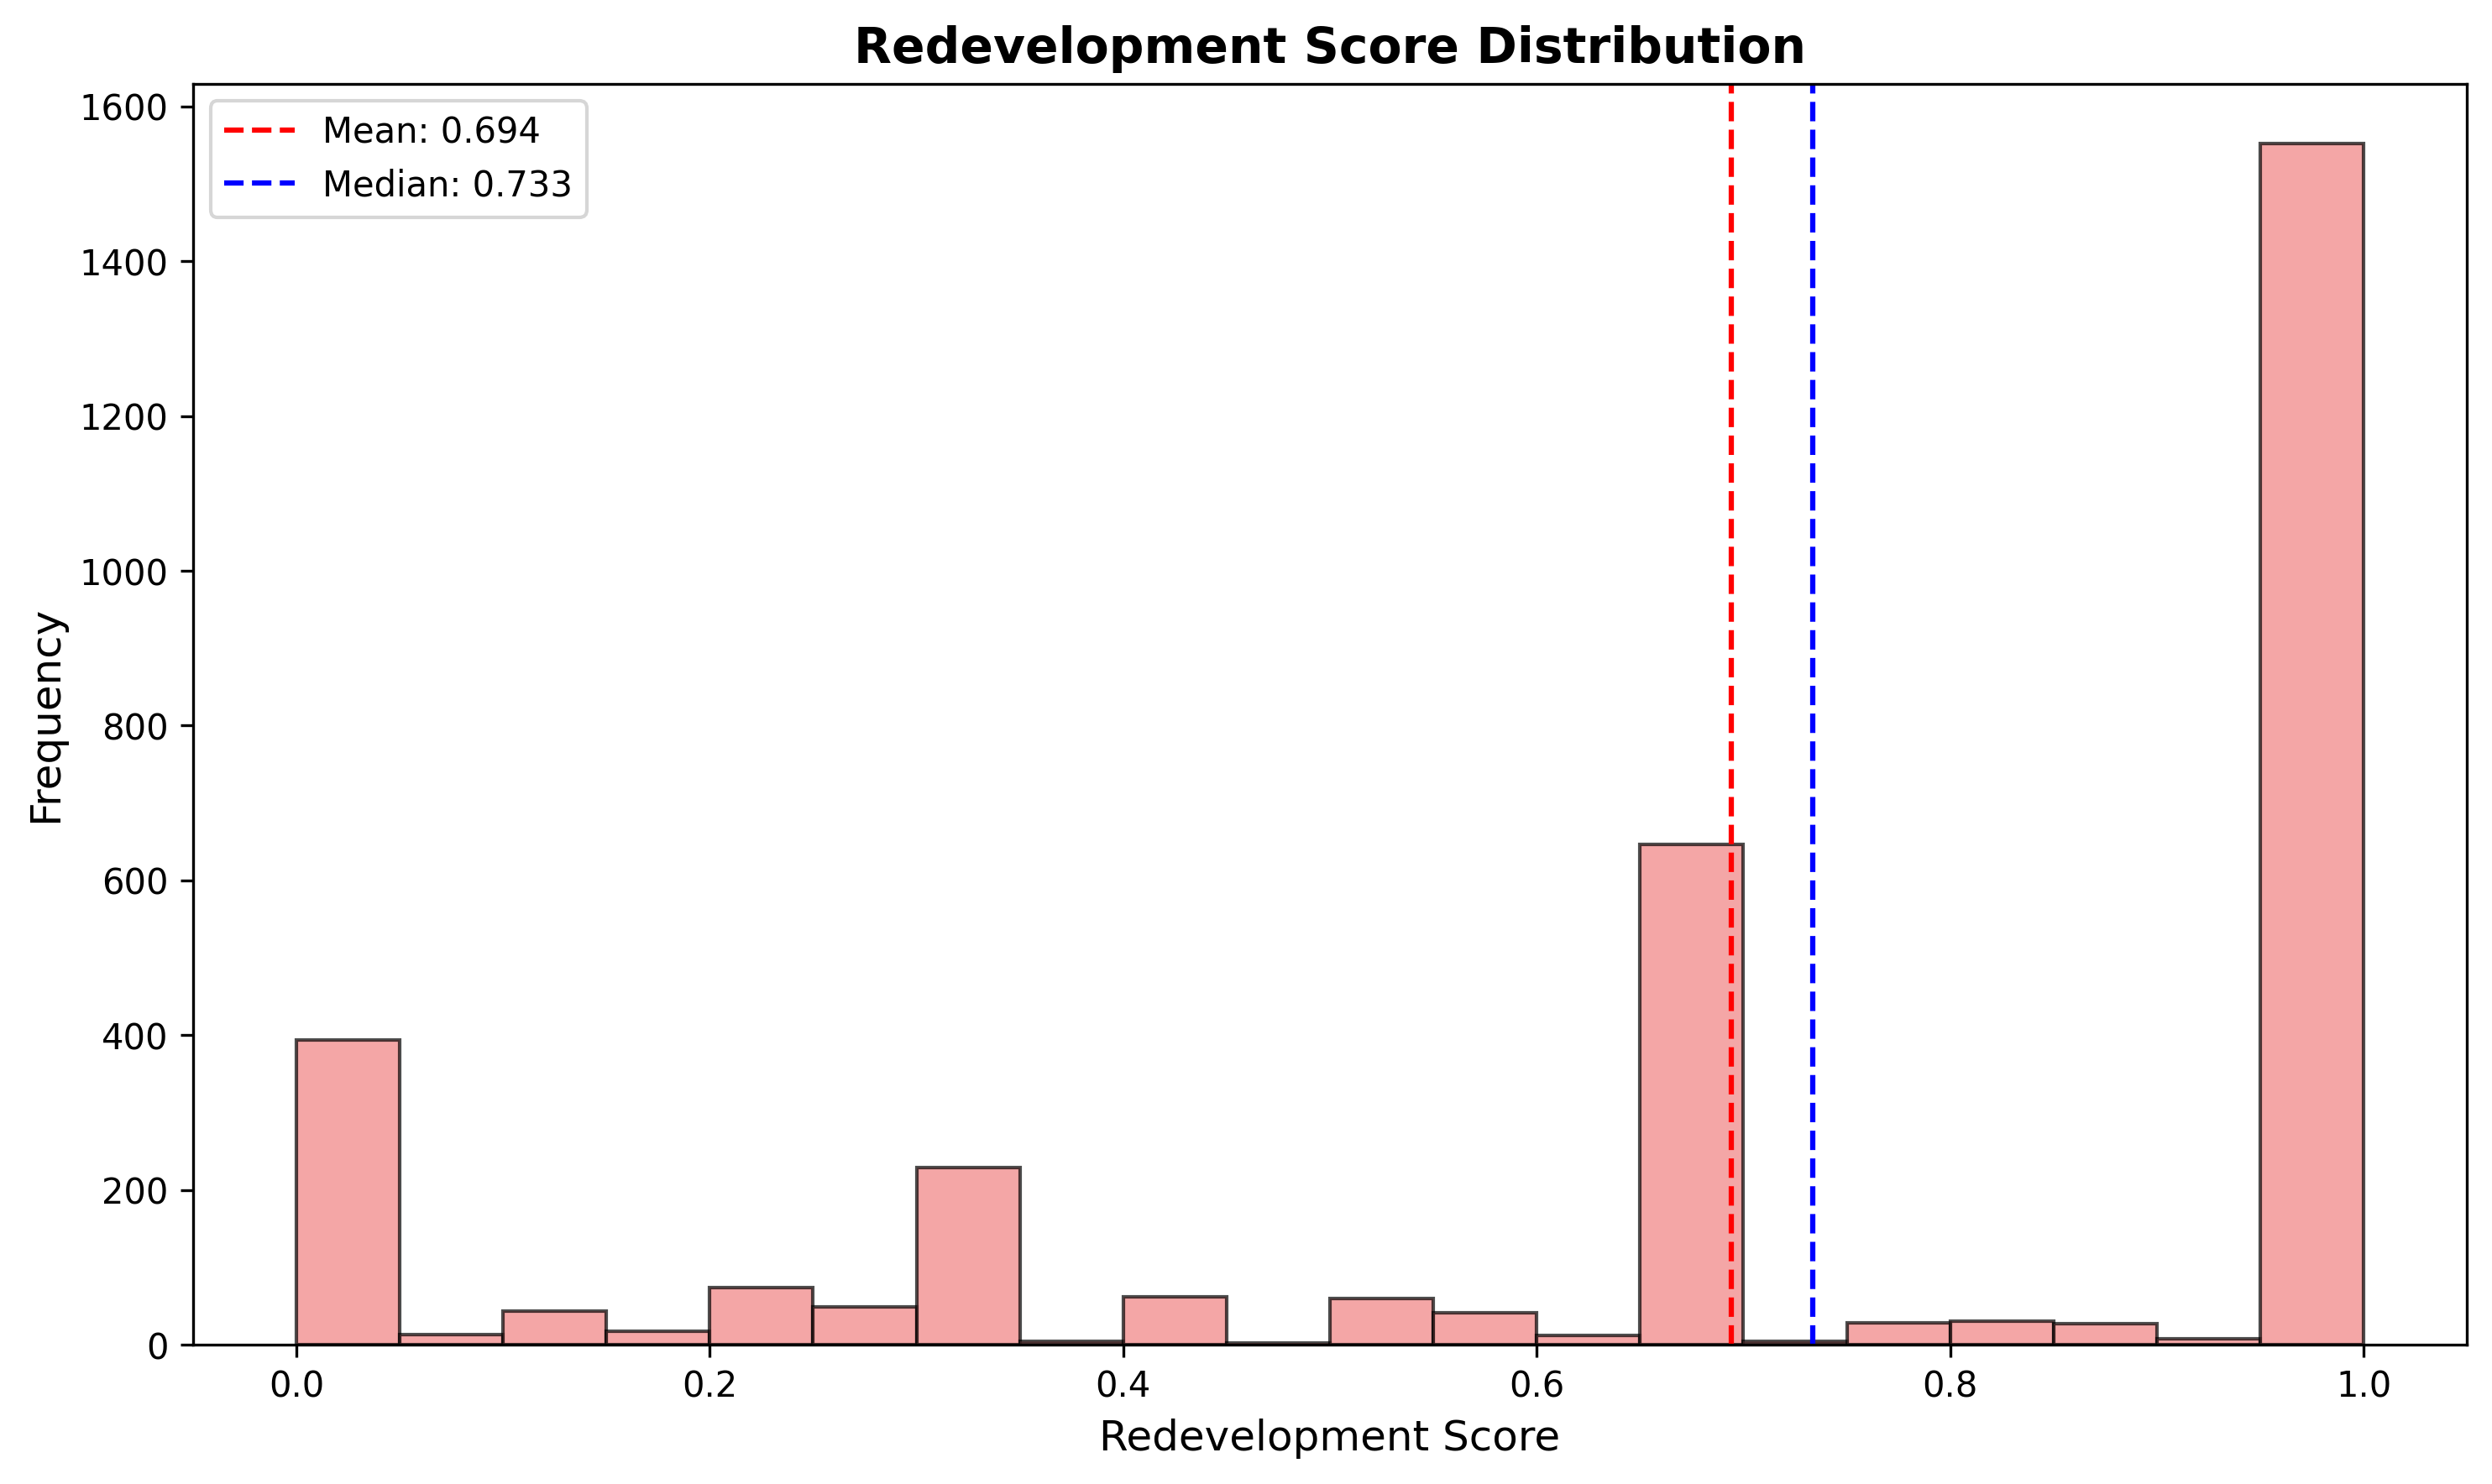 Redevelopment Score Distribution
Mean: 0.694
Median: 0.733
1600
1400
1200
1000
800
600
400
200
0
Frequency
0.0 0.2 0.4 0.6 0.8 1.0
Redevelopment Score